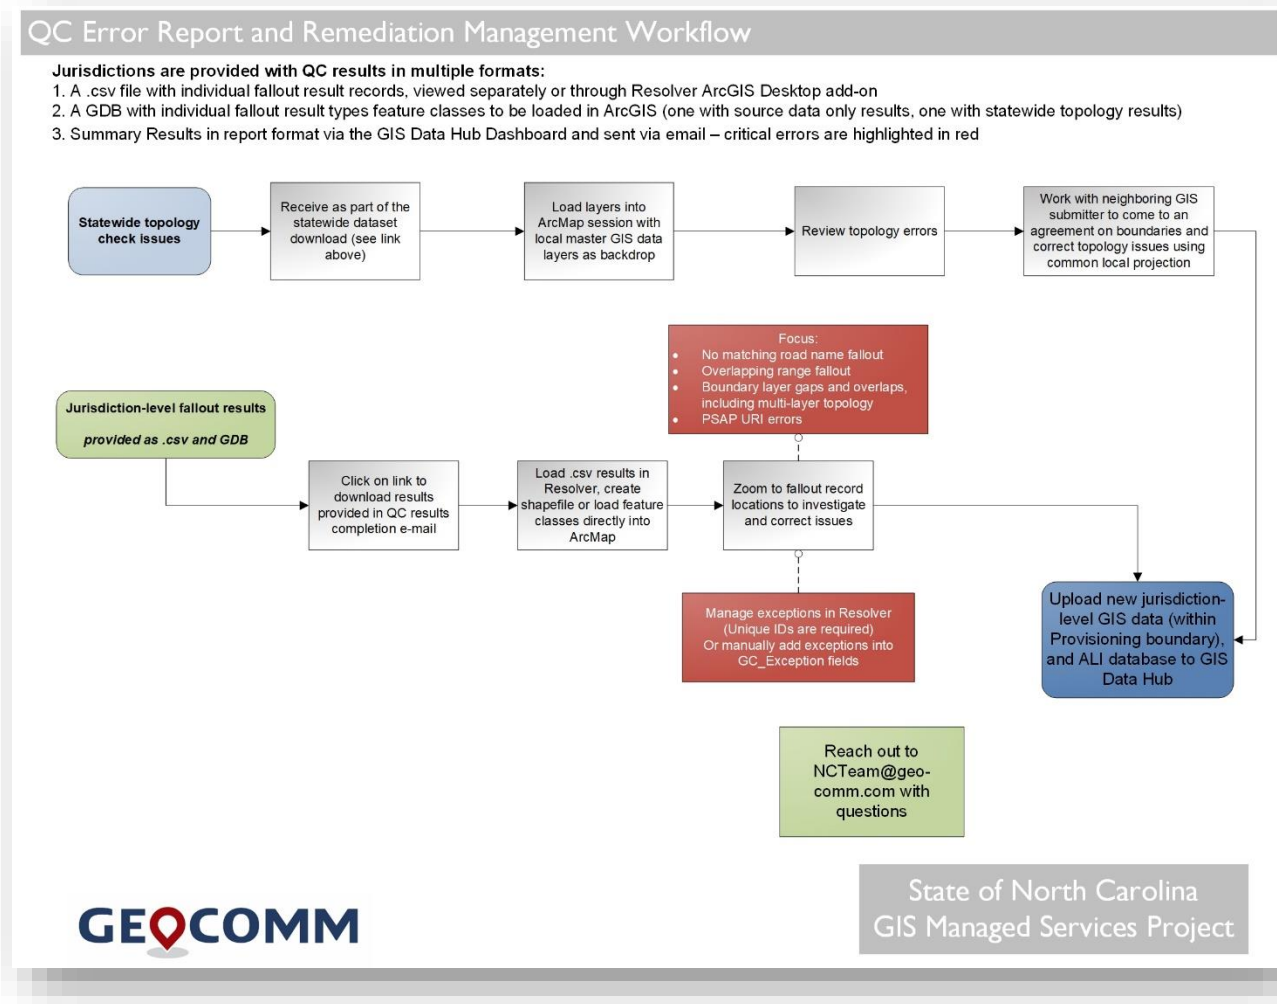 QC Error Report and Remediation Management Workflow
Jurisdictions are provided with QC results in multiple formats:
1. A .csv file with individual fallout result records, viewed separately or through Resolver ArcGIS Desktop add-on
2. A GDB with individual fallout result types feature classes to be loaded in ArcGIS (one with source data only results, one with statewide topology results)
3. Summary Results in report format via the GIS Data Hub Dashboard and sent via email – critical errors are highlighted in red
Statewide topology
check issues
Receive as part of the
statewide dataset
download (see link
above)
Load layers into
ArcMap session with
local master GIS data
layers as backdrop
Review topology errors
Work with neighboring GIS
submitter to come to an
agreement on boundaries and
correct topology issues using
common local projection
Focus:
• No matching road name fallout
• Overlapping range fallout
• Boundary layer gaps and overlaps,
including multi-layer topology
• PSAP URI errors
Jurisdiction-level fallout results
provided as .csv and GDB
Click on link to
download results
provided in QC results
completion e-mail
Load .csv results in
Resolver, create
shapefile or load feature
classes directly into
ArcMap
Zoom to fallout record
locations to investigate
and correct issues
Manage exceptions in Resolver
(Unique IDs are required)
Or manually add exceptions into
GC_Exception fields
Upload new jurisdiction-
level GIS data (within
Provisioning boundary),
and ALI database to GIS
Data Hub
Reach out to
NCTeam@geo-
comm.com with
questions
GEOCOMM
State of North Carolina
GIS Managed Services Project